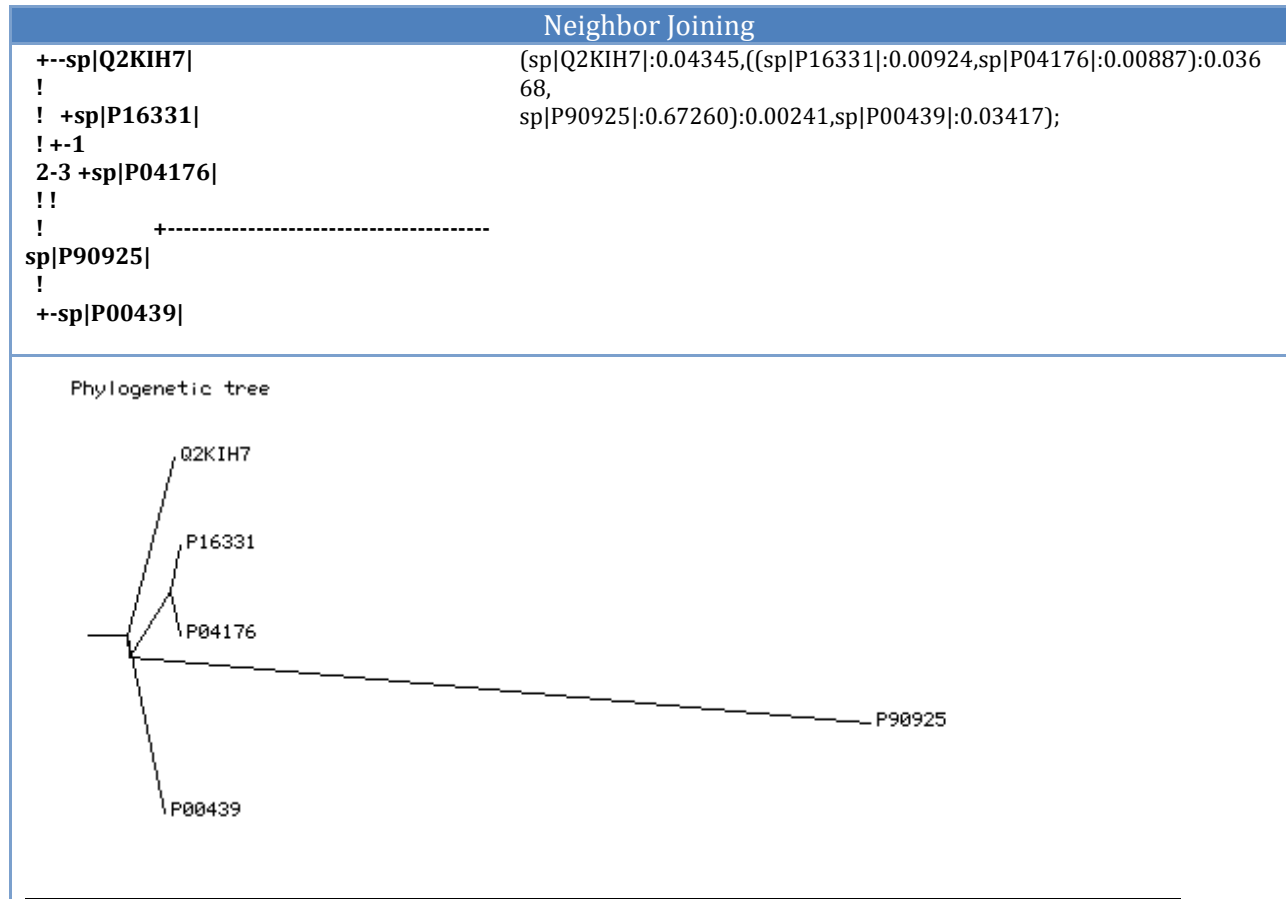 Neighbor Joining
+--sp|Q2KIH7|
!
! +sp|P16331|
! +-1
2-3 +sp|P04176|
! !
! +----------------------------------------
sp|P90925|
!
+-sp|P00439|
(sp|Q2KIH7|:0.04345,((sp|P16331|:0.00924,sp|P04176|:0.00887):0.036
68,
sp|P90925|:0.67260):0.00241,sp|P00439|:0.03417);
Phylogenetic tree
Q2KIH7
P16331
P04176
P90925
P00439